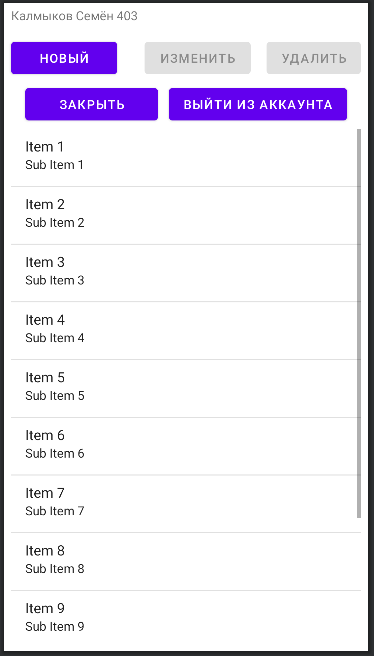 Калмыков Семён 403
НОВЫЙ ИЗМЕНИТЬ УДАЛИТЬ
ЗАКРЫТЬ ВЫЙТИ ИЗ АККАУНТА
Item 1
Sub Item 1
Item 2
Sub Item 2
Item 3
Sub Item 3
Item 4
Sub Item 4
Item 5
Sub Item 5
Item 6
Sub Item 6
Item 7
Sub Item 7
Item 8
Sub Item 8
Item 9
Sub Item 9